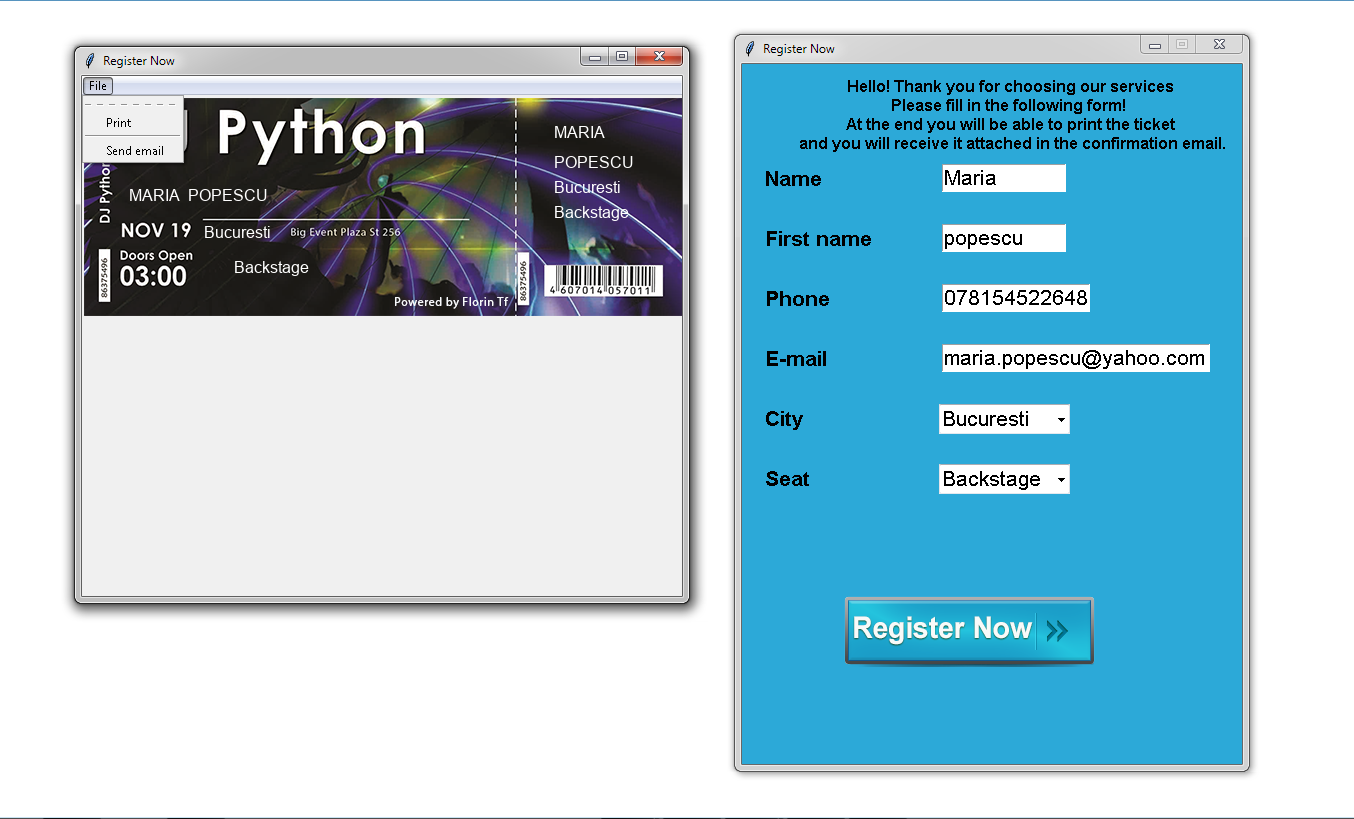 Register Now
File
Print
Send email
Python
DJ Python
MARIA POPESCU
NOV 19
Bucuresti
Big Event Plaza St 256
Doors Open
03:00
Backstage
86375496
Powered by Florin Tf
MARIA
POPESCU
Bucuresti
Backstage
86375496
4 607014 057011
Register Now
Hello! Thank you for choosing our services
Please fill in the following form!
At the end you will be able to print the ticket
and you will receive it attached in the confirmation email.
Name Maria
First name popescu
Phone 078154522648
E-mail maria.popescu@yahoo.com
City Bucuresti
Seat Backstage
Register Now